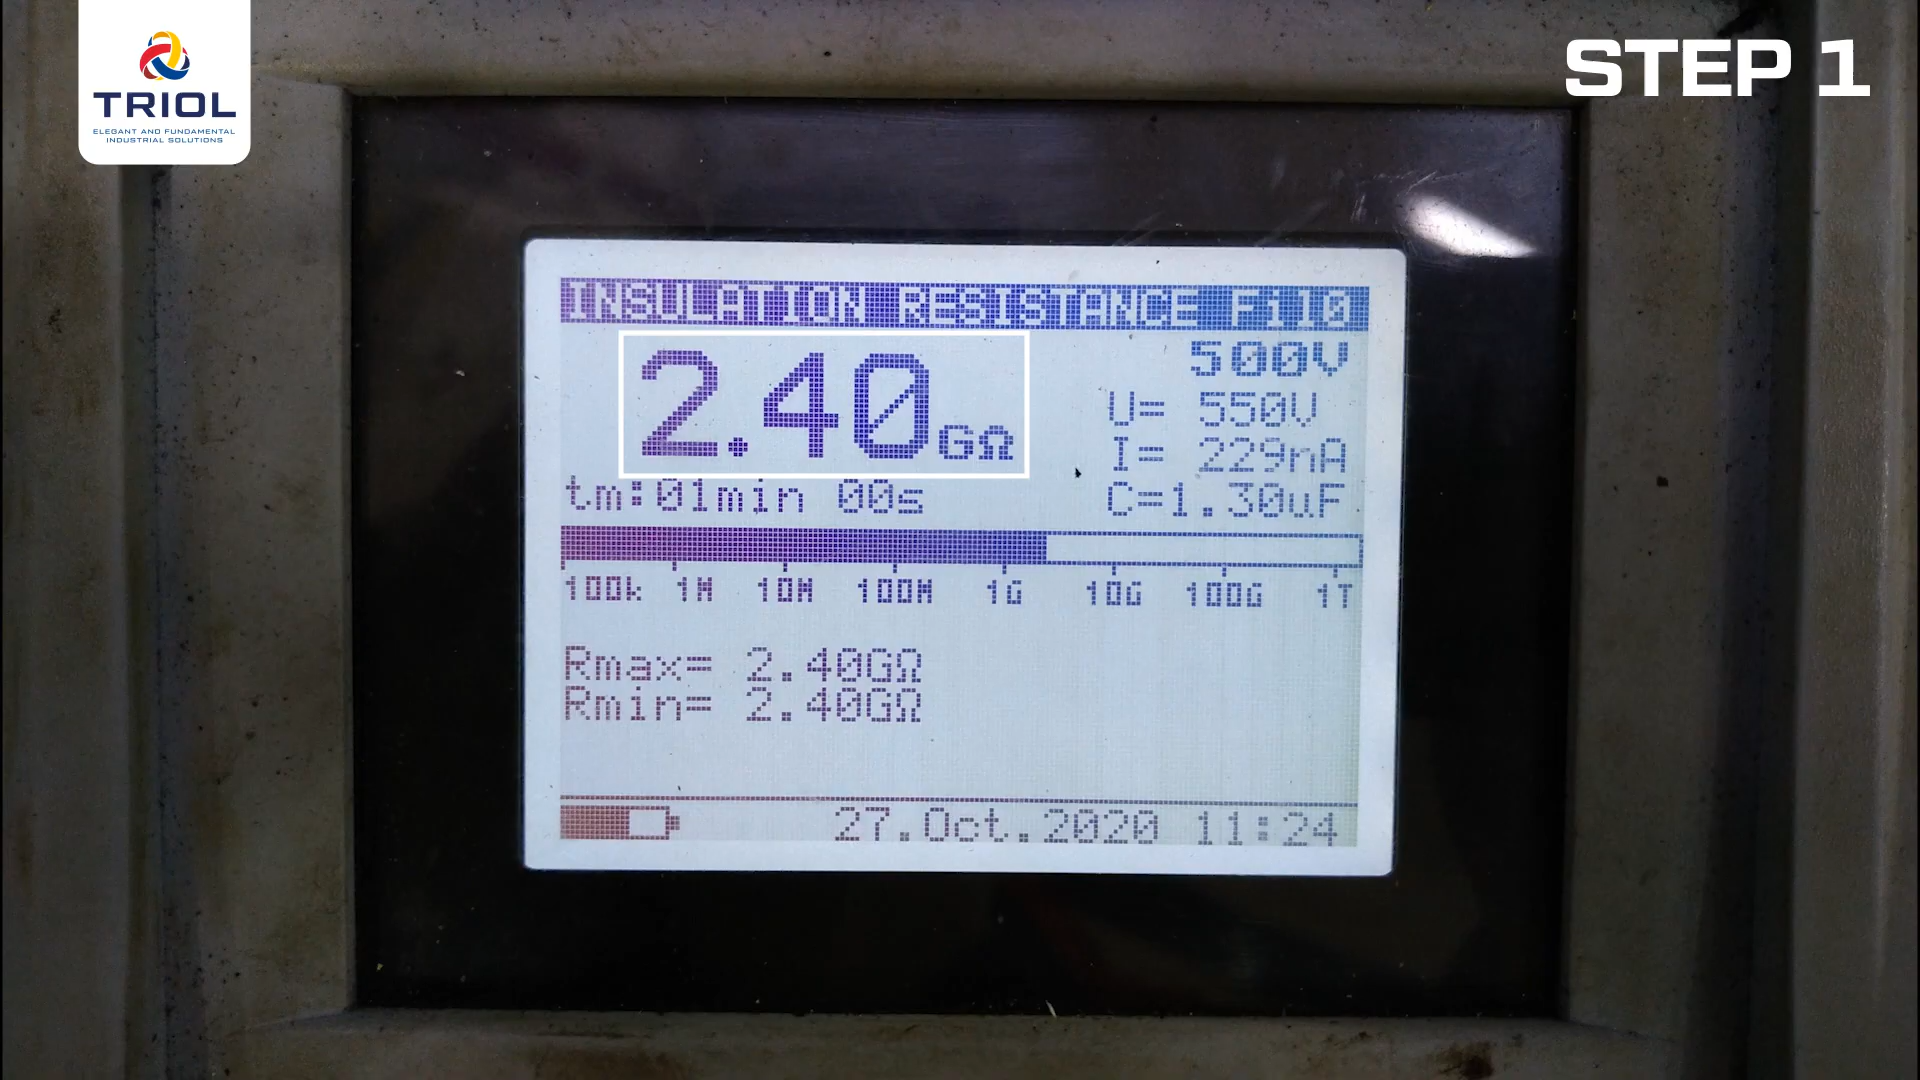 TRIOL
ELEGANT AND FUNDAMENTAL
INDUSTRIAL SOLUTIONS
STEP 1
INSULATION RESISTANCE Fil0
2.40GΩ
500V
U= 550V
I= 229nA
tm:01min 00s
C=1.30uF
100k 1M 10M 100M 1G 10G 100G 1T
Rmax= 2.40GΩ
Rmin= 2.40GΩ
27.Oct.2020 11:24